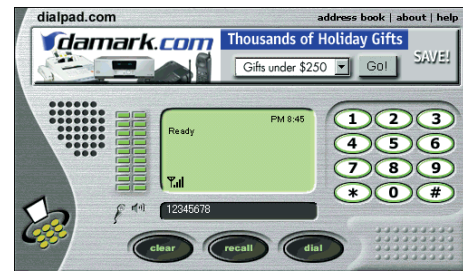 dialpad.com
address book | about | help
damark.com
Thousands of Holiday Gifts
Gifts under $250
Go!
SAVE!
PM 8:45
Ready
1 2 3
4 5 6
7 8 9
* 0 #
12345678
clear
recall
dial